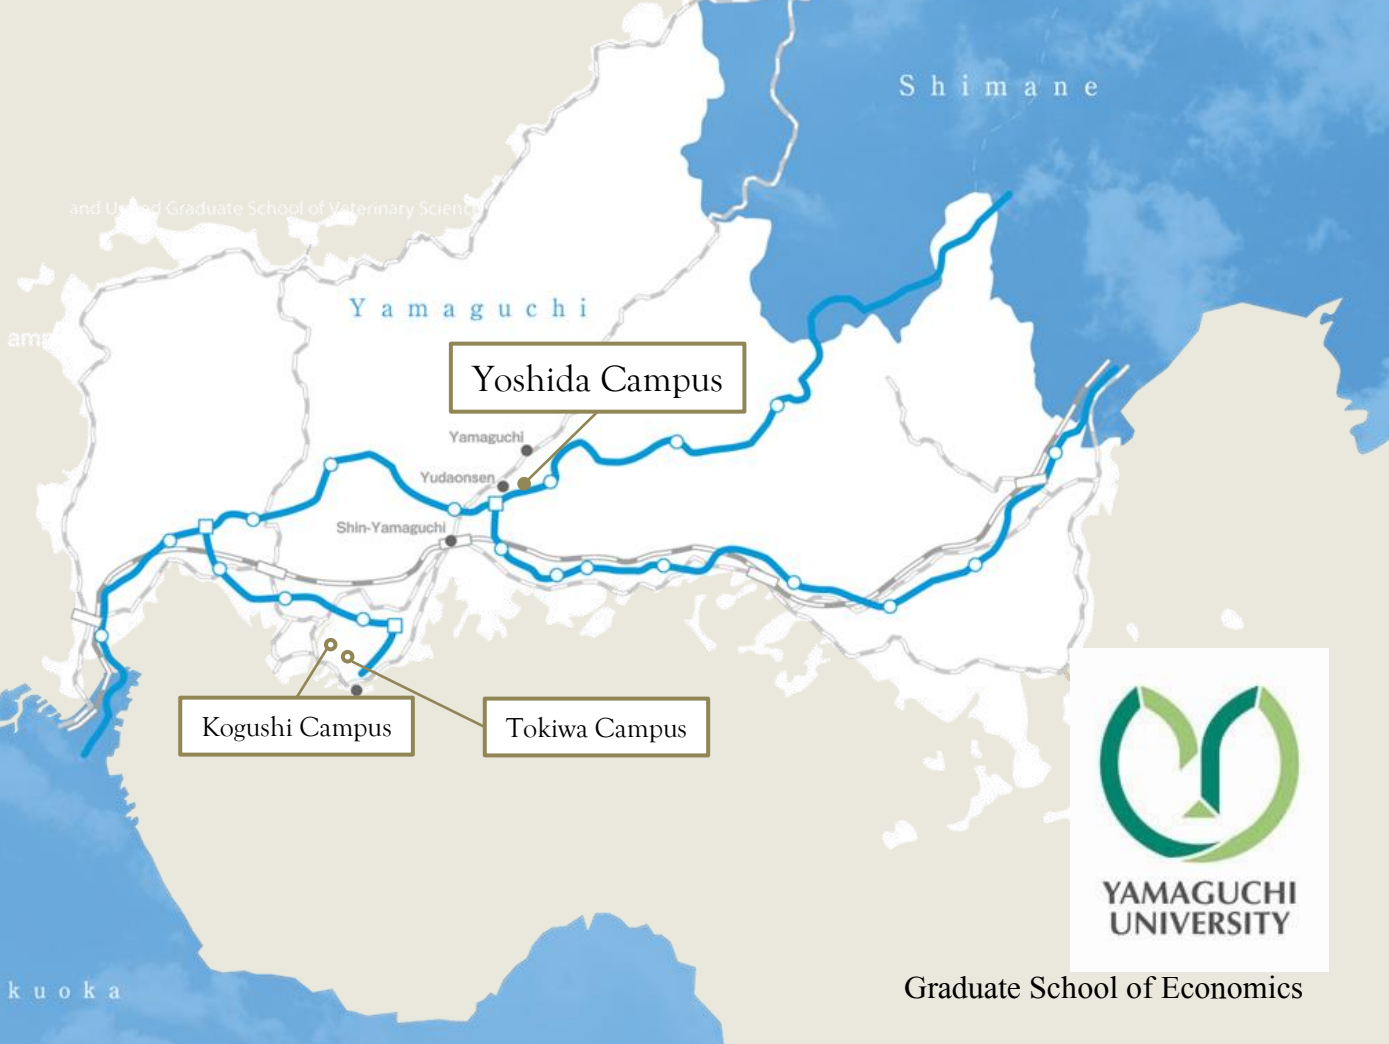 Shimane
and United Graduate School of Veterinary Scienc
Yamaguchi
Yoshida Campus
Yamaguchi
Yudaonsen
Shin-Yamaguchi
Kogushi Campus
Tokiwa Campus
YAMAGUCHI
UNIVERSITY
kuoka
Graduate School of Economics